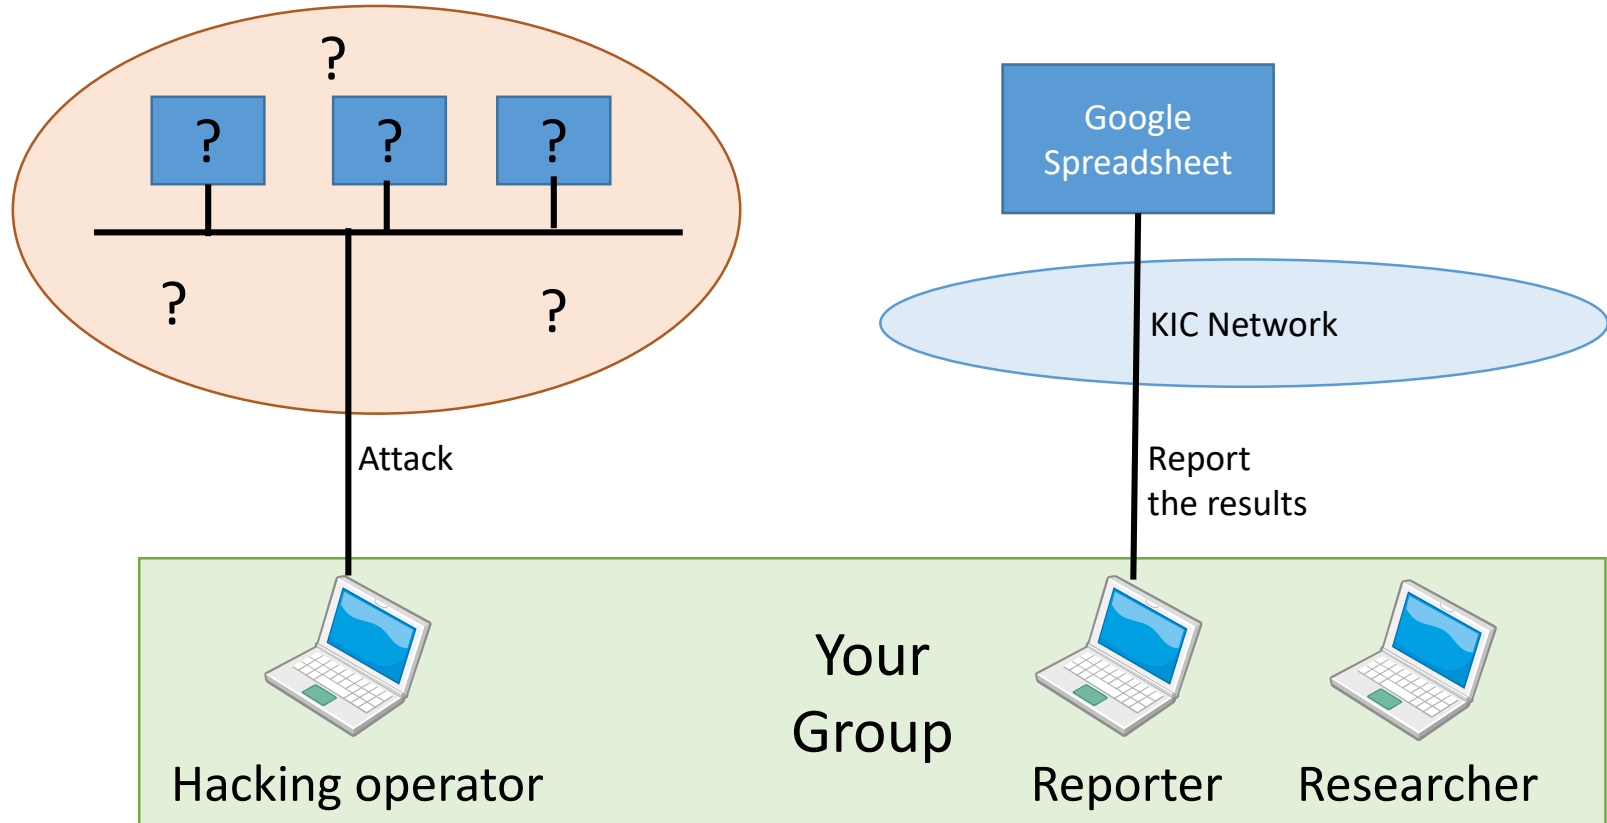 ?
?
?
?
?
?
Google
Spreadsheet
KIC Network
Attack
Report
the results
Your
Group
Hacking operator
Reporter
Researcher